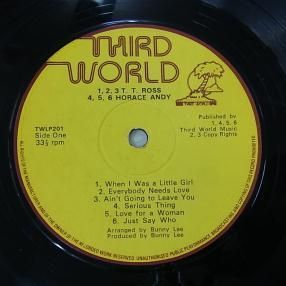 THIRD
WORLD
1, 2, 3 T. T. ROSS
4, 5, 6 HORACE ANDY
TWLP201
Side One
33⅓ rpm
Published by
1, 4, 5, 6
Third World Music
2, 3 Copy Rights
1. When I Was a Little Girl
2. Everybody Needs Love
3. Ain't Going to Leave You
4. Serious Thing
5. Love for a Woman
6. Just Say Who
Arranged by Bunny Lee
Produced by Bunny Lee